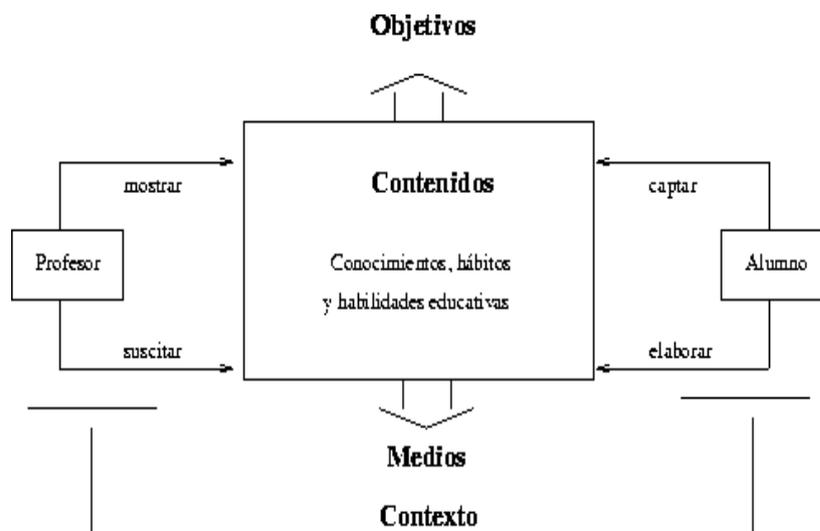 Objetivos
Contenidos
mostrar
captar
Profesor
Conocimientos, hábitos
y habilidades educativas
Alumno
suscitar
elaborar
Medios
Contexto